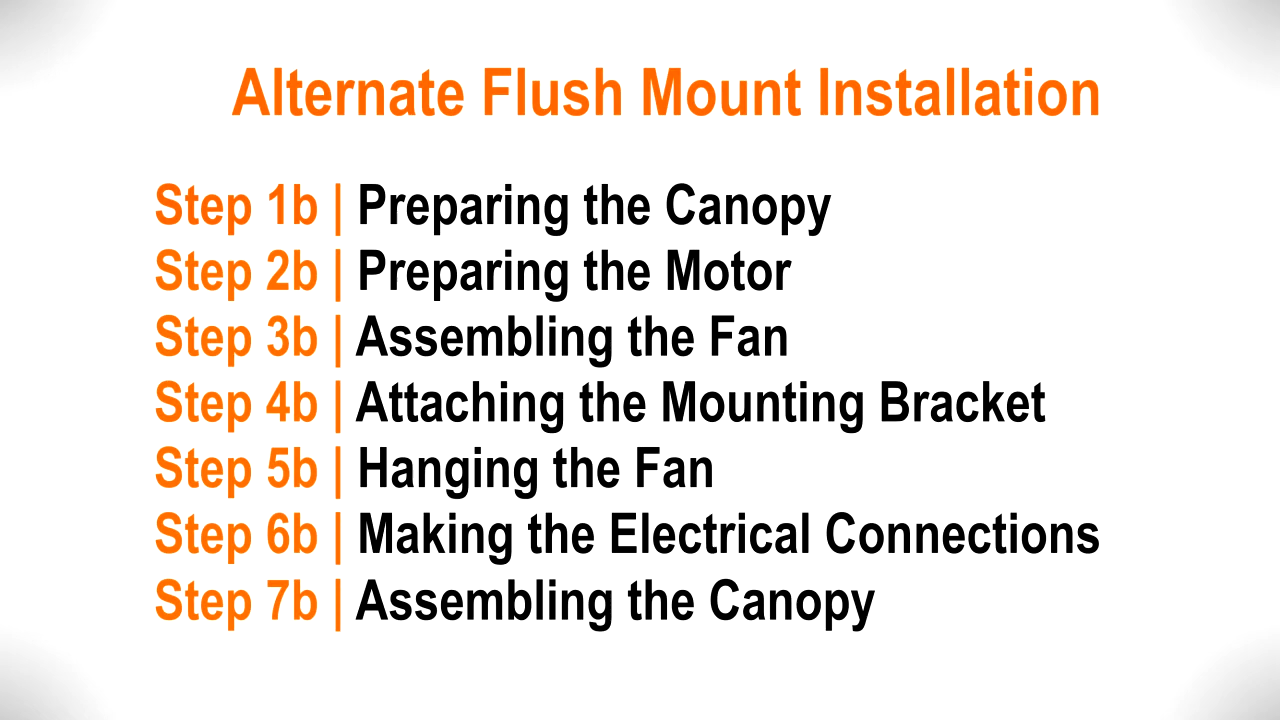 Alternate Flush Mount Installation
Step 1b | Preparing the Canopy
Step 2b | Preparing the Motor
Step 3b | Assembling the Fan
Step 4b | Attaching the Mounting Bracket
Step 5b | Hanging the Fan
Step 6b | Making the Electrical Connections
Step 7b | Assembling the Canopy